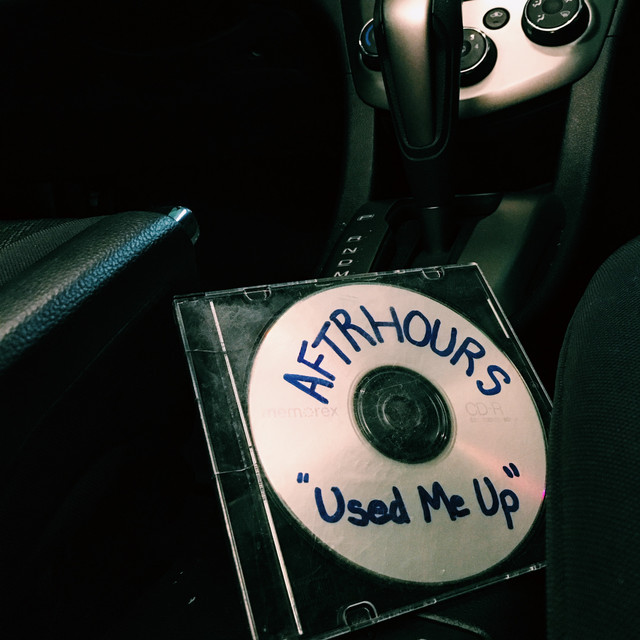 AFTRHOURS
memorex CD-R
"Used Me Up"